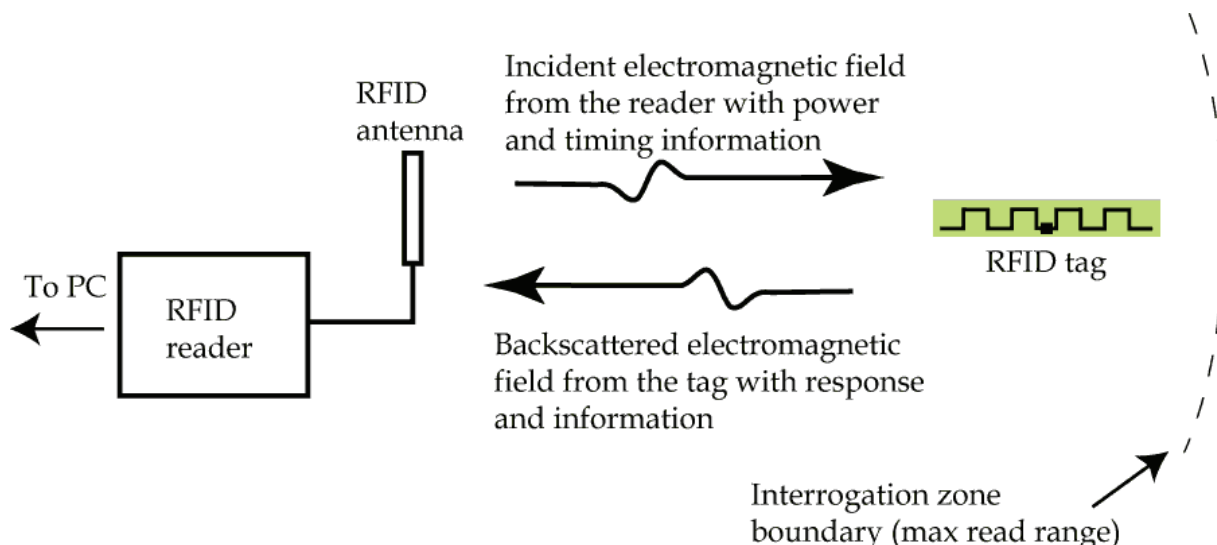 RFID
antenna
Incident electromagnetic field
from the reader with power
and timing information
RFID tag
To PC
RFID
reader
Backscattered electromagnetic
field from the tag with response
and information
Interrogation zone
boundary (max read range)